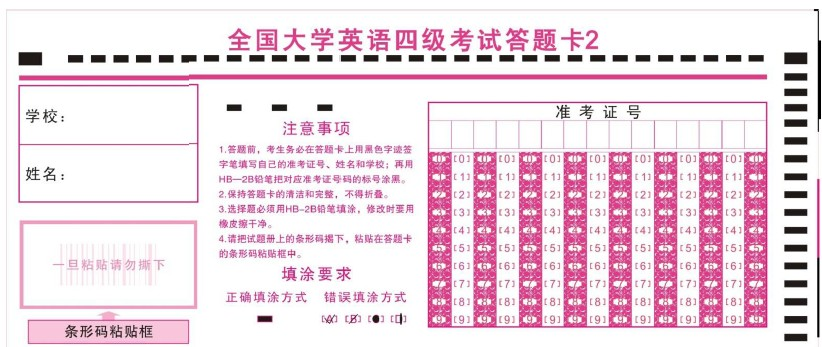 全国大学英语四级考试答题卡2
学校：
姓名：
一旦粘贴请勿撕下
条形码粘贴框
注意事项
1.答题前，考生务必在答题卡上用黑色字迹签
字笔填写自己的准考证号、姓名和学校；再用
HB—2B铅笔把对应准考证号码的标号涂黑。
2.保持答题卡的清洁和完整，不得折叠。
3.选择题必须用HB-2B铅笔填涂，修改时要用
橡皮擦干净。
4.请把试题册上的条形码揭下，粘贴在答题卡
的条形码粘贴框中。
填涂要求
正确填涂方式 错误填涂方式
准考证号
[0] [0] [0] [0] [0] [0] [0] [0] [0] [0] [0] [0] [0] [0] [0]
[1] [1] [1] [1] [1] [1] [1] [1] [1] [1] [1] [1] [1] [1] [1]
[2] [2] [2] [2] [2] [2] [2] [2] [2] [2] [2] [2] [2] [2] [2]
[3] [3] [3] [3] [3] [3] [3] [3] [3] [3] [3] [3] [3] [3] [3]
[4] [4] [4] [4] [4] [4] [4] [4] [4] [4] [4] [4] [4] [4] [4]
[5] [5] [5] [5] [5] [5] [5] [5] [5] [5] [5] [5] [5] [5] [5]
[6] [6] [6] [6] [6] [6] [6] [6] [6] [6] [6] [6] [6] [6] [6]
[7] [7] [7] [7] [7] [7] [7] [7] [7] [7] [7] [7] [7] [7] [7]
[8] [8] [8] [8] [8] [8] [8] [8] [8] [8] [8] [8] [8] [8] [8]
[9] [9] [9] [9] [9] [9] [9] [9] [9] [9] [9] [9] [9] [9] [9]